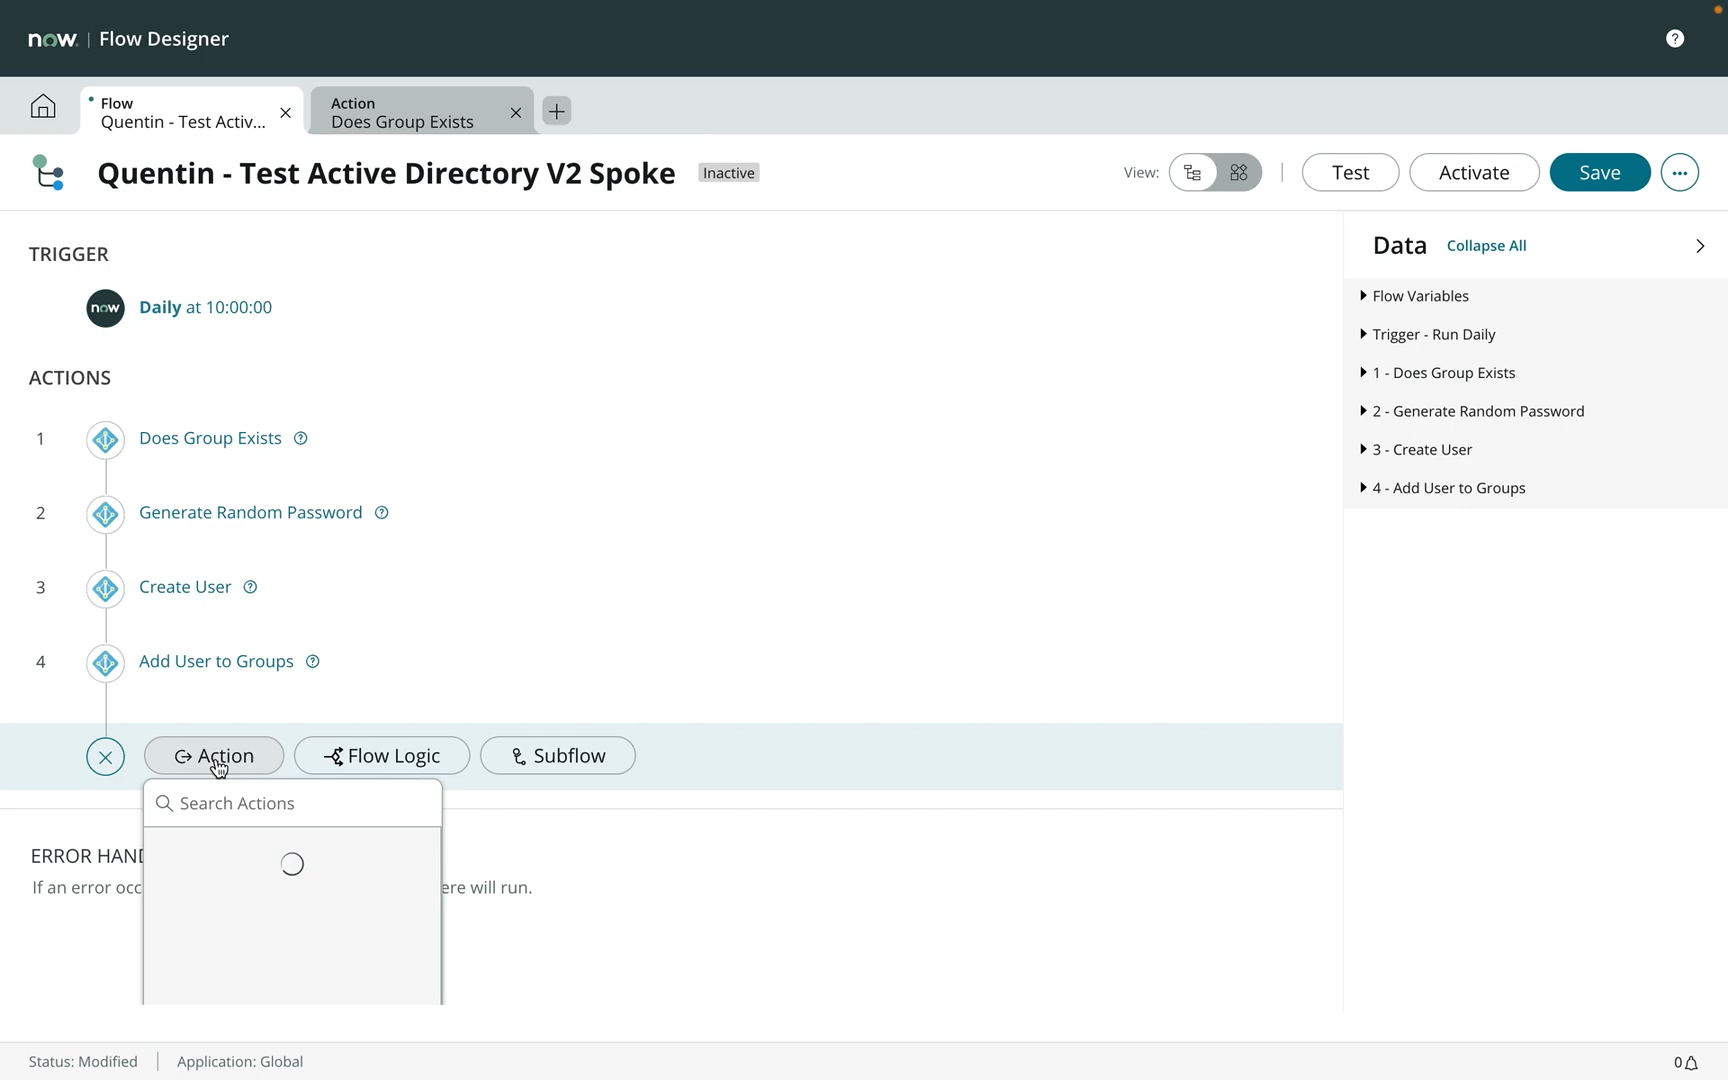 now. | Flow Designer
?
Flow
Quentin - Test Activ...
Action
Does Group Exists
Quentin - Test Active Directory V2 Spoke
Inactive
View:
Test
Activate
Save
TRIGGER
now
Daily at 10:00:00
ACTIONS
1
Does Group Exists
2
Generate Random Password
3
Create User
4
Add User to Groups
Action
Flow Logic
Subflow
Search Actions
ERROR HAND
If an error occ
ere will run.
Data
Collapse All
Flow Variables
Trigger - Run Daily
1 - Does Group Exists
2 - Generate Random Password
3 - Create User
4 - Add User to Groups
Status: Modified
Application: Global
0